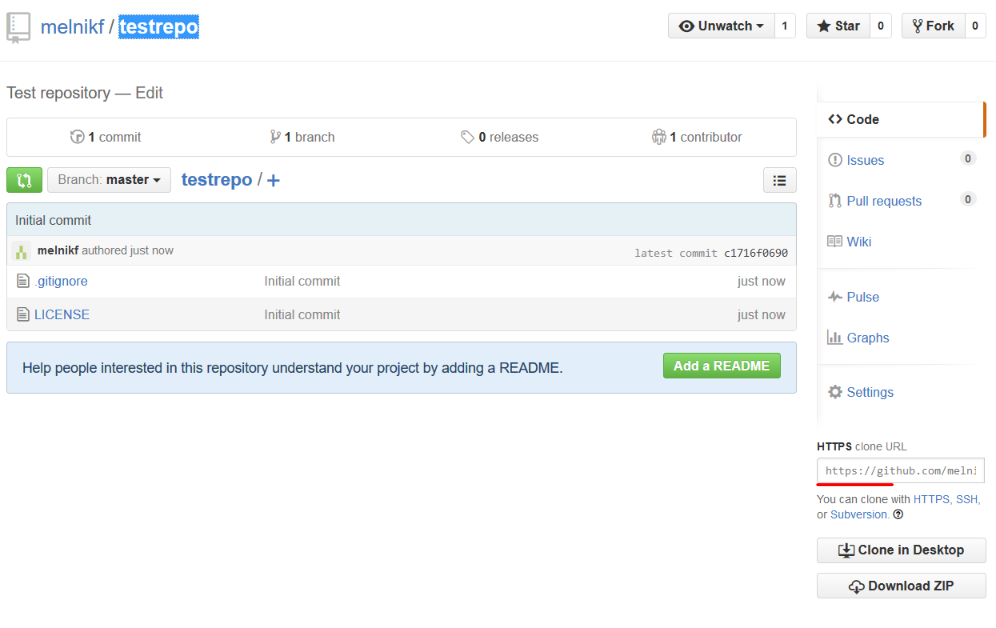 melnikf / testrepo
Unwatch 1 Star 0 Fork 0
Test repository — Edit
1 commit 1 branch 0 releases 1 contributor
Branch: master testrepo / +
Initial commit
melnikf authored just now latest commit c1716f0690
.gitignore Initial commit just now
LICENSE Initial commit just now
Help people interested in this repository understand your project by adding a README. Add a README
Code
Issues 0
Pull requests 0
Wiki
Pulse
Graphs
Settings
HTTPS clone URL
https://github.com/melni
You can clone with HTTPS, SSH,
or Subversion.
Clone in Desktop
Download ZIP